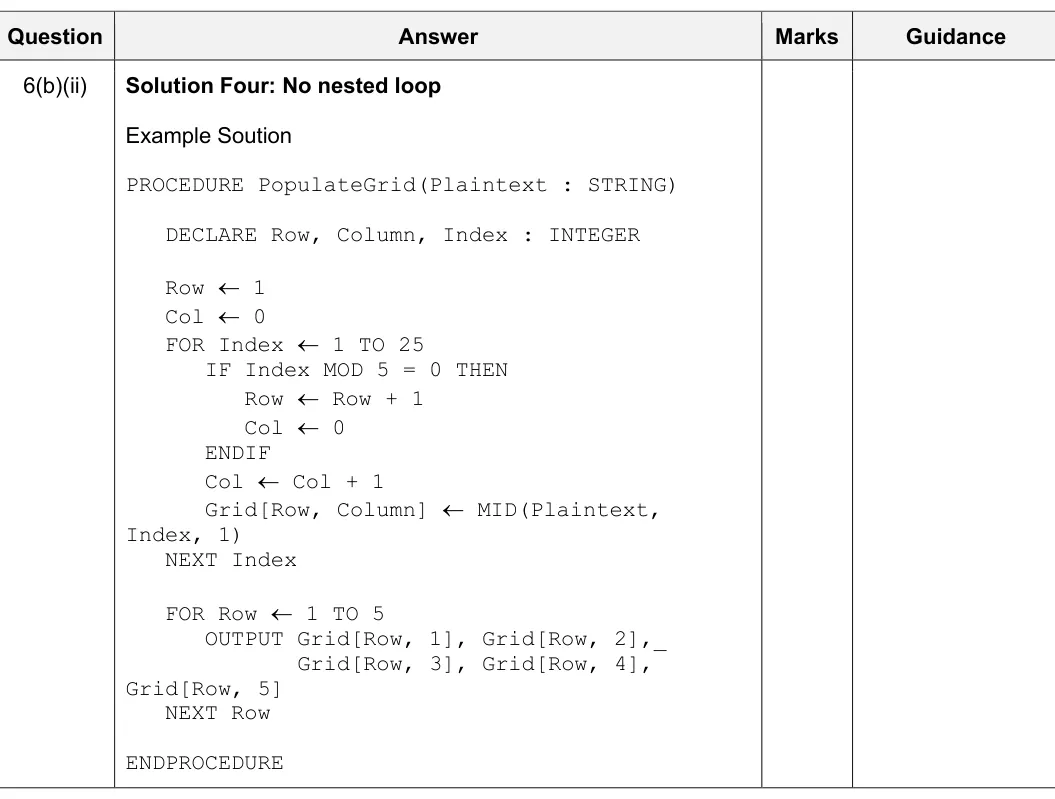 Question Answer Marks Guidance
6(b)(ii) Solution Four: No nested loop
Example Soution
PROCEDURE PopulateGrid(Plaintext : STRING)
DECLARE Row, Column, Index : INTEGER
Row ← 1
Col ← 0
FOR Index ← 1 TO 25
IF Index MOD 5 = 0 THEN
Row ← Row + 1
Col ← 0
ENDIF
Col ← Col + 1
Grid[Row, Column] ← MID(Plaintext,
Index, 1)
NEXT Index
FOR Row ← 1 TO 5
OUTPUT Grid[Row, 1], Grid[Row, 2],_
Grid[Row, 3], Grid[Row, 4],
Grid[Row, 5]
NEXT Row
ENDPROCEDURE